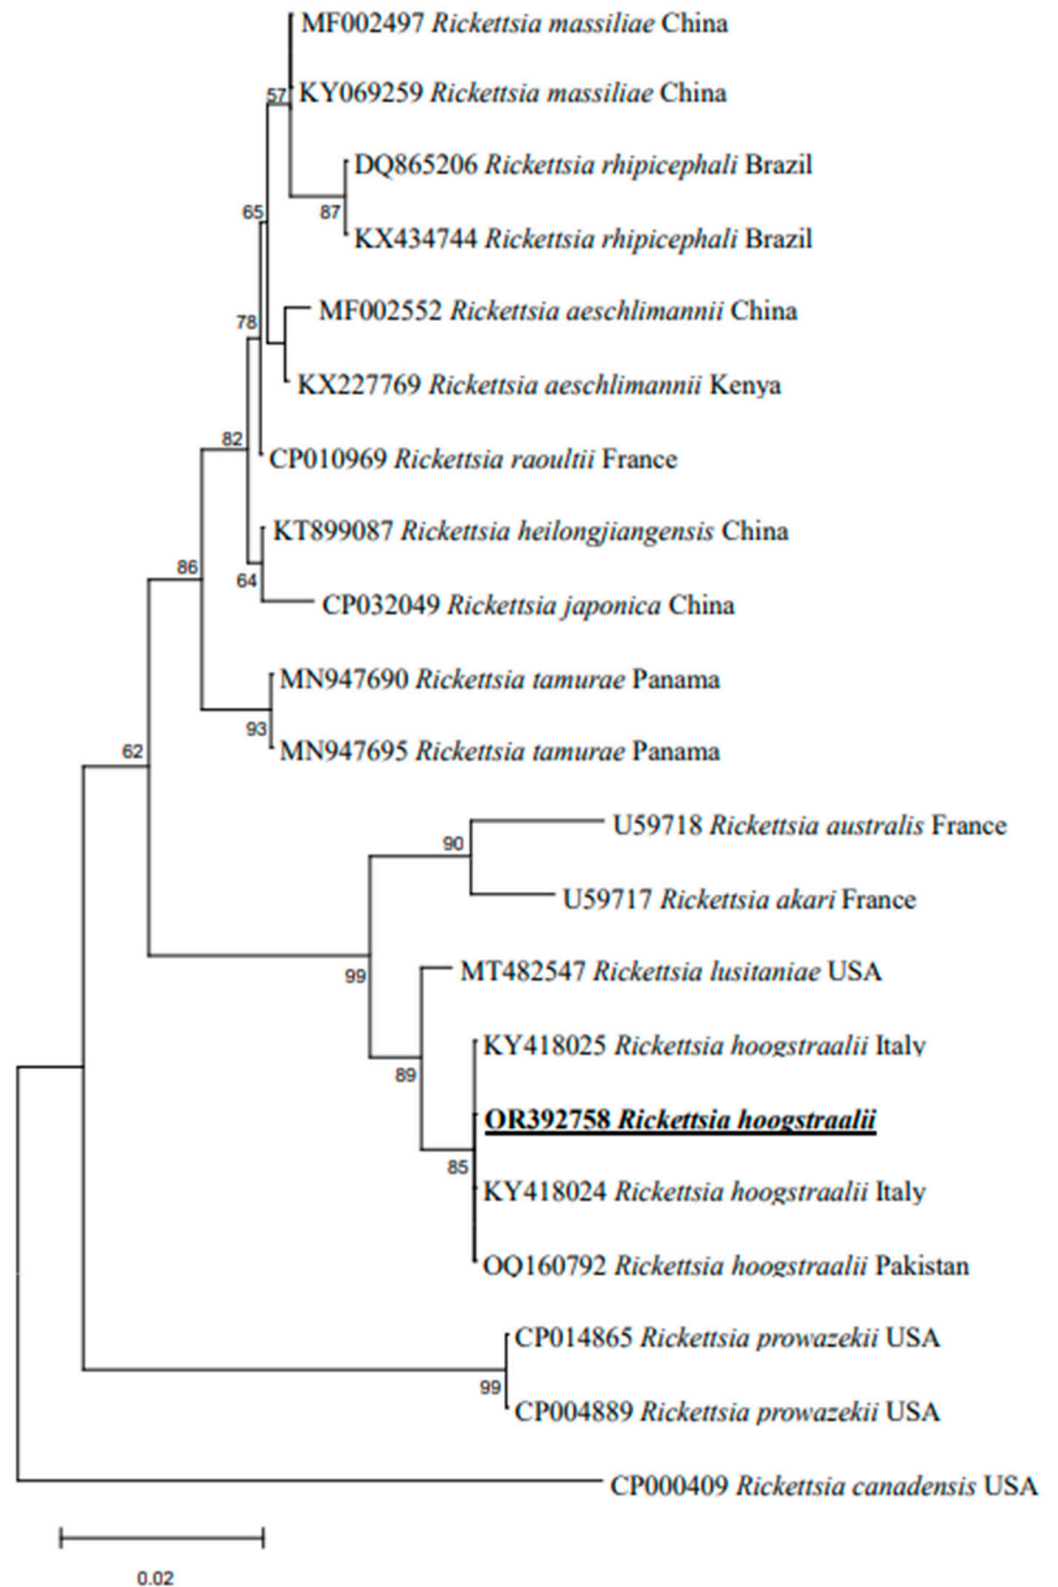 MF002497 Rickettsia massiliae China
57
KY069259 Rickettsia massiliae China
DQ865206 Rickettsia rhipicephali Brazil
65
87
KX434744 Rickettsia rhipicephali Brazil
MF002552 Rickettsia aeschlimannii China
78
KX227769 Rickettsia aeschlimannii Kenya
82
CP010969 Rickettsia raoultii France
KT899087 Rickettsia heilongjiangensis China
86
64
CP032049 Rickettsia japonica China
MN947690 Rickettsia tamurae Panama
93
MN947695 Rickettsia tamurae Panama
62
U59718 Rickettsia australis France
90
U59717 Rickettsia akari France
99
MT482547 Rickettsia lusitaniae USA
KY418025 Rickettsia hoogstraalii Italy
89
OR392758 Rickettsia hoogstraalii
85
KY418024 Rickettsia hoogstraalii Italy
OQ160792 Rickettsia hoogstraalii Pakistan
CP014865 Rickettsia prowazekii USA
99
CP004889 Rickettsia prowazekii USA
CP000409 Rickettsia canadensis USA
0.02